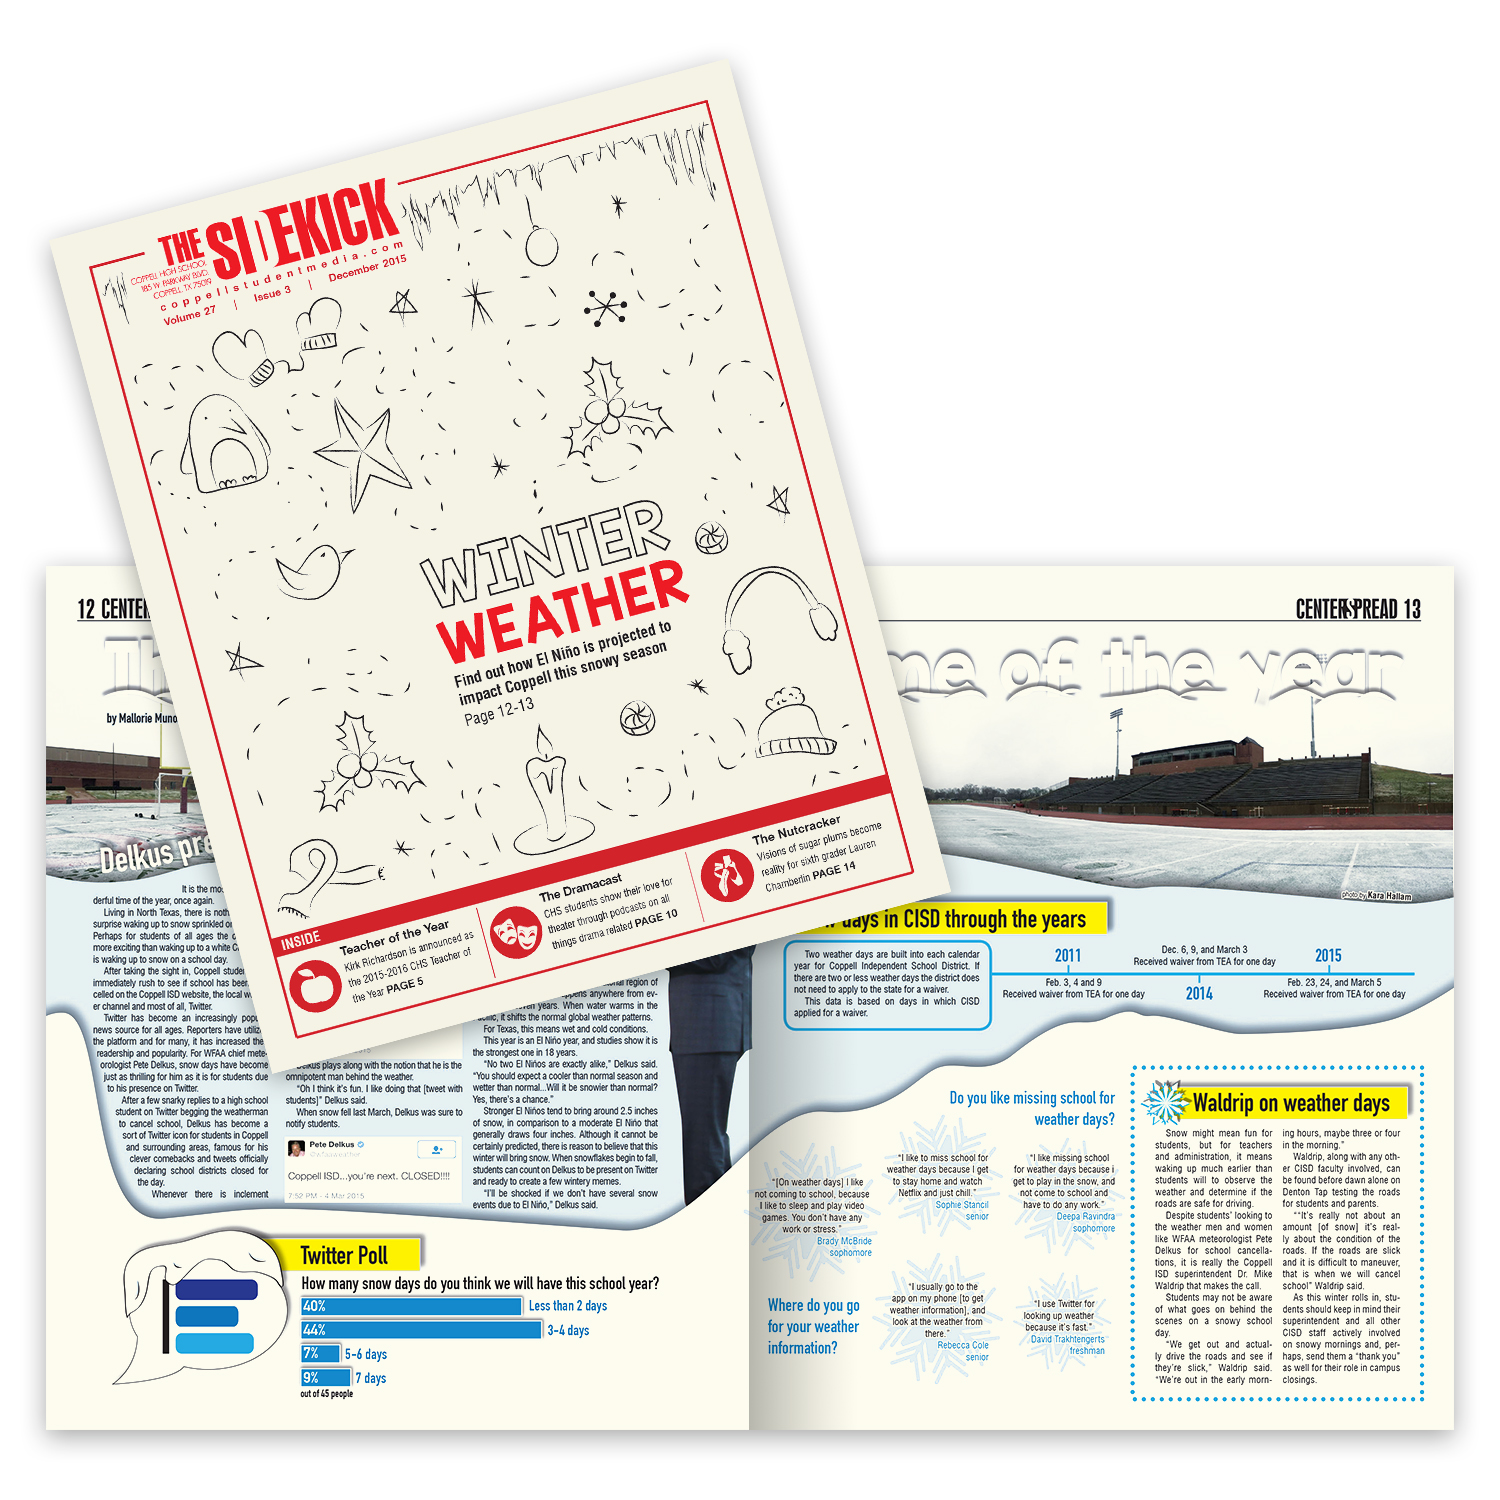 THE SIDEKICK
COPPELL HIGH SCHOOL
185 W. PARKWAY BLVD.
COPPELL, TX 75019
coppellstudentmedia.com
Volume 27 | Issue 3 | December 2015
WINTER
WEATHER
Find out how El Niño is projected to
impact Coppell this snowy season
Page 12-13
INSIDE
Teacher of the Year
Kirk Richardson is announced as
the 2015-2016 CHS Teacher of
the Year PAGE 5
The Dramacast
CHS students show their love for
theater through podcasts on all
things drama related PAGE 10
The Nutcracker
Visions of sugar plums become
reality for sixth grader Lauren
Chamberlin PAGE 14
12
by Mallorie
Delkus
It is the
derful time of the year, once again.
Living in North Texas, there is
surprise waking up to snow sprinkled
Perhaps for students of all ages the
more exciting than waking up to a white
is waking up to snow on a school day.
After taking the sight in, Coppell
immediately rush to see if school has been
celled on the Coppell ISD website, the local
er channel and most of all, Twitter.
Twitter has become an increasingly
news source for all ages. Reporters have
the platform and for many, it has increased
readership and popularity. For WFAA chief mete-
orologist Pete Delkus, snow days have become
just as thrilling for him as it is for students due
to his presence on Twitter.
After a few snarky replies to a high school
student on Twitter begging the weatherman
to cancel school, Delkus has become a
sort of Twitter icon for students in Coppell
and surrounding areas, famous for his
clever comebacks and tweets officially
declaring school districts closed for
the day.
Whenever there is inclement
Delkus plays along with the notion that he is the
omnipotent man behind the weather.
"Oh I think it's fun. I like doing that [tweet with
students]" Delkus said.
When snow fell last March, Delkus was sure to
notify students.
Pete Delkus
Coppell ISD...you're next. CLOSED!!!!
7:52 PM - 4 Mar 2015
region of
anywhere from ev-
years. When water warms in the
it shifts the normal global weather patterns.
For Texas, this means wet and cold conditions.
This year is an El Niño year, and studies show it is
the strongest one in 18 years.
"No two El Niños are exactly alike," Delkus said.
"You should expect a cooler than normal season and
wetter than normal...Will it be snowier than normal?
Yes, there's a chance."
Stronger El Niños tend to bring around 2.5 inches
of snow, in comparison to a moderate El Niño that
generally draws four inches. Although it cannot be
certainly predicted, there is reason to believe that this
winter will bring snow. When snowflakes begin to fall,
students can count on Delkus to be present on Twitter
and ready to create a few wintery memes.
"I'll be shocked if we don't have several snow
events due to El Niño," Delkus said.
Twitter Poll
How many snow days do you think we will have this school year?
40% Less than 2 days
44% 3-4 days
7% 5-6 days
9% 7 days
out of 45 people
CENTERSPREAD 13
of the year
photo by Kara Hallam
days in CISD through the years
Two weather days are built into each calendar
year for Coppell Independent School District. If
there are two or less weather days the district does
not need to apply to the state for a waiver.
This data is based on days in which CISD
applied for a waiver.
2011
Feb. 3, 4 and 9
Received waiver from TEA for one day
Dec. 6, 9, and March 3
Received waiver from TEA for one day
2014
2015
Feb. 23, 24, and March 5
Received waiver from TEA for one day
Do you like missing school for
weather days?
"[On weather days] I like
not coming to school, because
I like to sleep and play video
games. You don't have any
work or stress."
Brady McBride
sophomore
"I like to miss school for
weather days because I get
to stay home and watch
Netflix and just chill."
Sophie Stancil
senior
"I like missing school
for weather days because i
get to play in the snow, and
not come to school and
have to do any work."
Deepa Ravindra
sophomore
Where do you go
for your weather
information?
"I usually go to the
app on my phone [to get
weather information], and
look at the weather from
there."
Rebecca Cole
senior
"I use Twitter for
looking up weather
because it's fast."
David Trakhtengerts
freshman
Waldrip on weather days
Snow might mean fun for
students, but for teachers
and administration, it means
waking up much earlier than
students will to observe the
weather and determine if the
roads are safe for driving.
Despite students' looking to
the weather men and women
like WFAA meteorologist Pete
Delkus for school cancella-
tions, it is really the Coppell
ISD superintendent Dr. Mike
Waldrip that makes the call.
Students may not be aware
of what goes on behind the
scenes on a snowy school
day.
"We get out and actual-
ly drive the roads and see if
they're slick," Waldrip said.
"We're out in the early morn-
ing hours, maybe three or four
in the morning."
Waldrip, along with any oth-
er CISD faculty involved, can
be found before dawn alone on
Denton Tap testing the roads
for students and parents.
""It's really not about an
amount [of snow] it's real-
ly about the condition of the
roads. If the roads are slick
and it is difficult to maneuver,
that is when we will cancel
school" Waldrip said.
As this winter rolls in, stu-
dents should keep in mind their
superintendent and all other
CISD staff actively involved
on snowy mornings and, per-
haps, send them a "thank you"
as well for their role in campus
closings.